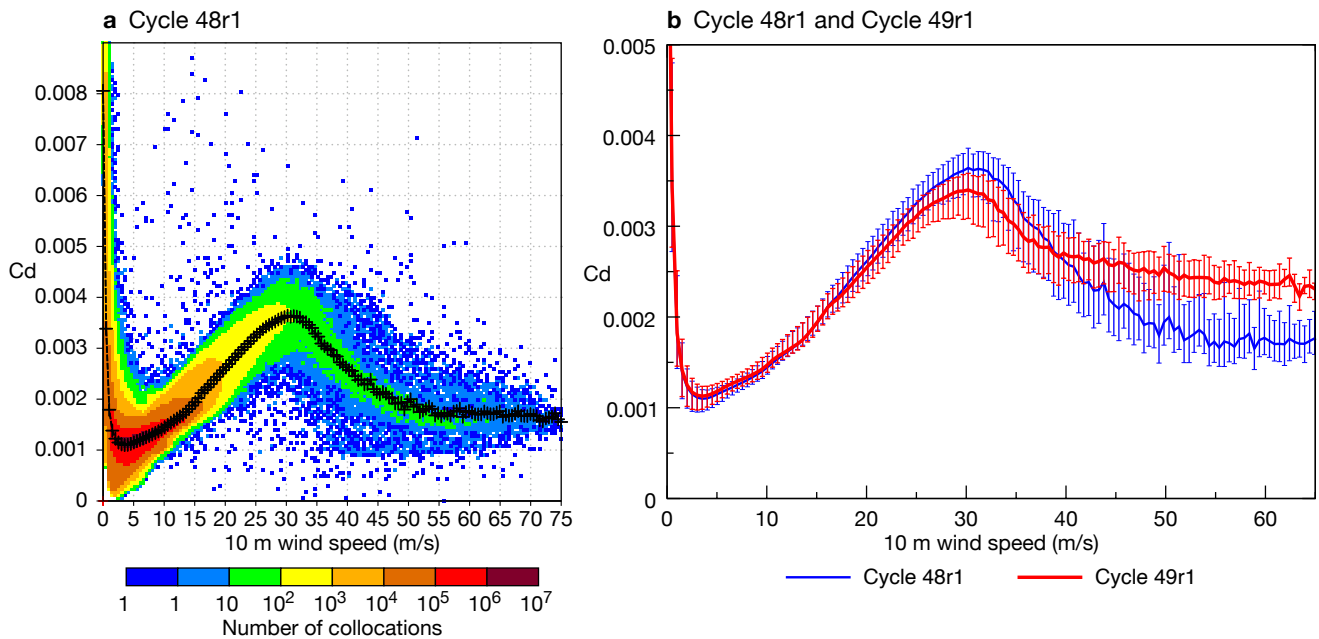 a Cycle 48r1
0.008
0.007
0.006
0.005
Cd
0.004
0.003
0.002
0.001
0
0 5 10 15 20 25 30 35 40 45 50 55 60 65 70 75
10 m wind speed (m/s)
1 1 10 10² 10³ 10⁴ 10⁵ 10⁶ 10⁷
Number of collocations
b Cycle 48r1 and Cycle 49r1
0.005
0.004
0.003
Cd
0.002
0.001
0
0 10 20 30 40 50 60
10 m wind speed (m/s)
Cycle 48r1 Cycle 49r1